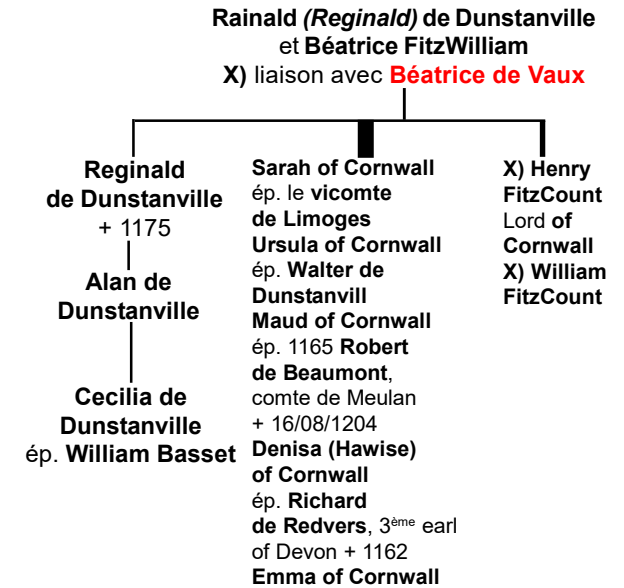 Rainald (Reginald) de Dunstanville
et Béatrice FitzWilliam
X) liaison avec Béatrice de Vaux
Reginald
de Dunstanville
+ 1175
Alan de
Dunstanville
Cecilia de
Dunstanville
ép. William Basset
Sarah of Cornwall
ép. le vicomte
de Limoges
Ursula of Cornwall
ép. Walter de
Dunstanvill
Maud of Cornwall
ép. 1165 Robert
de Beaumont,
comte de Meulan
+ 16/08/1204
Denisa (Hawise)
of Cornwall
ép. Richard
de Redvers, 3ème earl
of Devon + 1162
Emma of Cornwall
X) Henry
FitzCount
Lord of
Cornwall
X) William
FitzCount